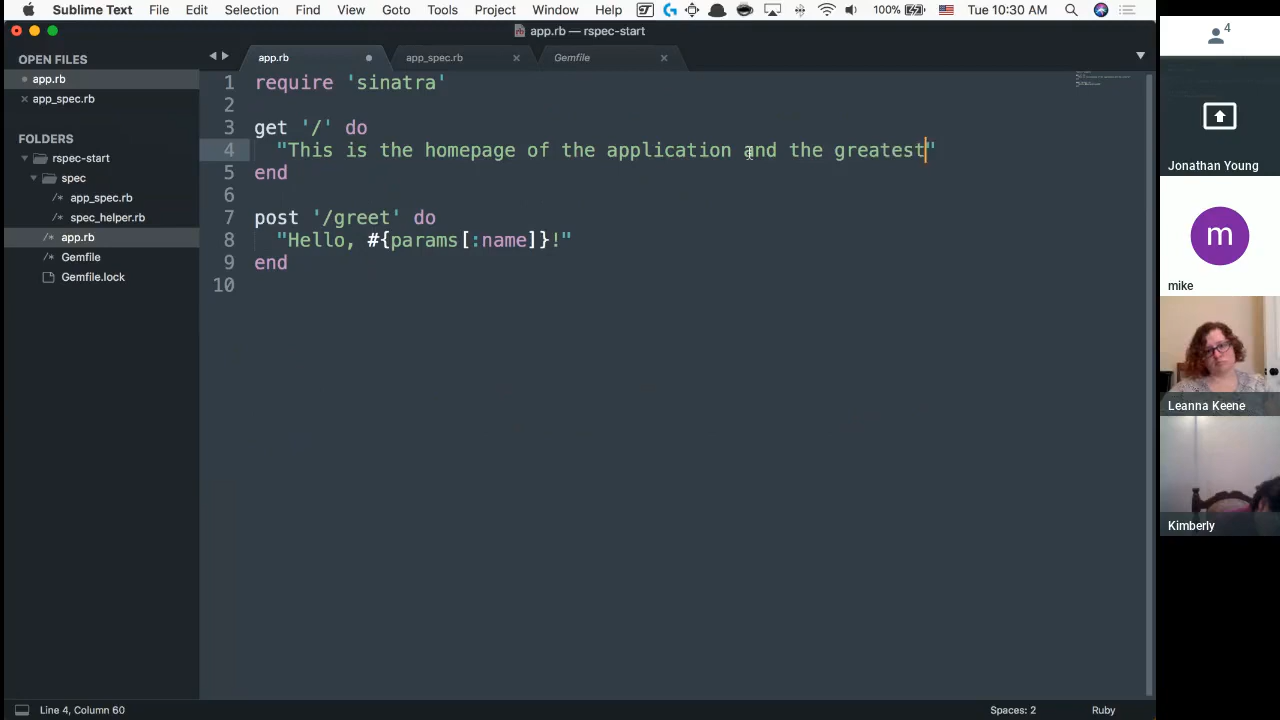 Sublime Text File Edit Selection Find View Goto Tools Project Window Help 100% Tue 10:30 AM
app.rb — rspec-start
OPEN FILES
app.rb
app_spec.rb
FOLDERS
rspec-start
spec
app_spec.rb
spec_helper.rb
app.rb
Gemfile
Gemfile.lock
app.rb app_spec.rb Gemfile
1 require 'sinatra'
2
3 get '/' do
4 "This is the homepage of the application and the greatest"
5 end
6
7 post '/greet' do
8 "Hello, #{params[:name]}!"
9 end
10
Line 4, Column 60 Spaces: 2 Ruby
4
Jonathan Young
m
mike
Leanna Keene
Kimberly